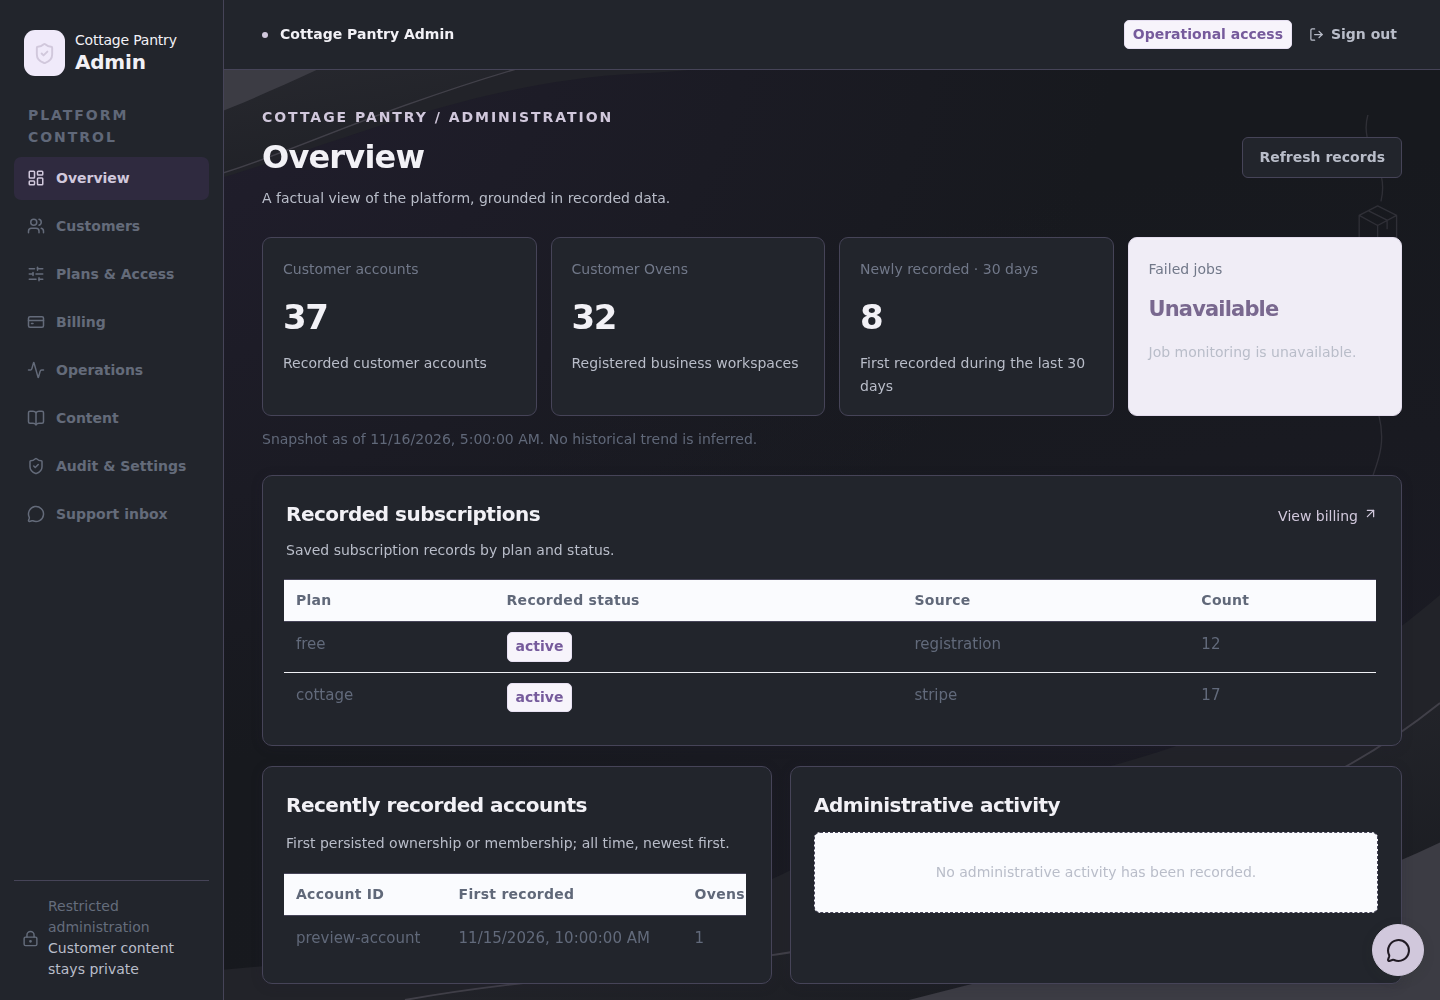 Cottage Pantry
Admin
PLATFORM
CONTROL
Overview
Customers
Plans & Access
Billing
Operations
Content
Audit & Settings
Support inbox
Restricted
administration
Customer content
stays private
Cottage Pantry Admin
Operational access
Sign out
COTTAGE PANTRY / ADMINISTRATION
Overview
A factual view of the platform, grounded in recorded data.
Refresh records
Customer accounts
37
Recorded customer accounts
Customer Ovens
32
Registered business workspaces
Newly recorded · 30 days
8
First recorded during the last 30
days
Failed jobs
Unavailable
Job monitoring is unavailable.
Snapshot as of 11/16/2026, 5:00:00 AM. No historical trend is inferred.
Recorded subscriptions
View billing
Saved subscription records by plan and status.
Plan Recorded status Source Count
free active registration 12
cottage active stripe 17
Recently recorded accounts
First persisted ownership or membership; all time, newest first.
Account ID First recorded Ovens
preview-account 11/15/2026, 10:00:00 AM 1
Administrative activity
No administrative activity has been recorded.